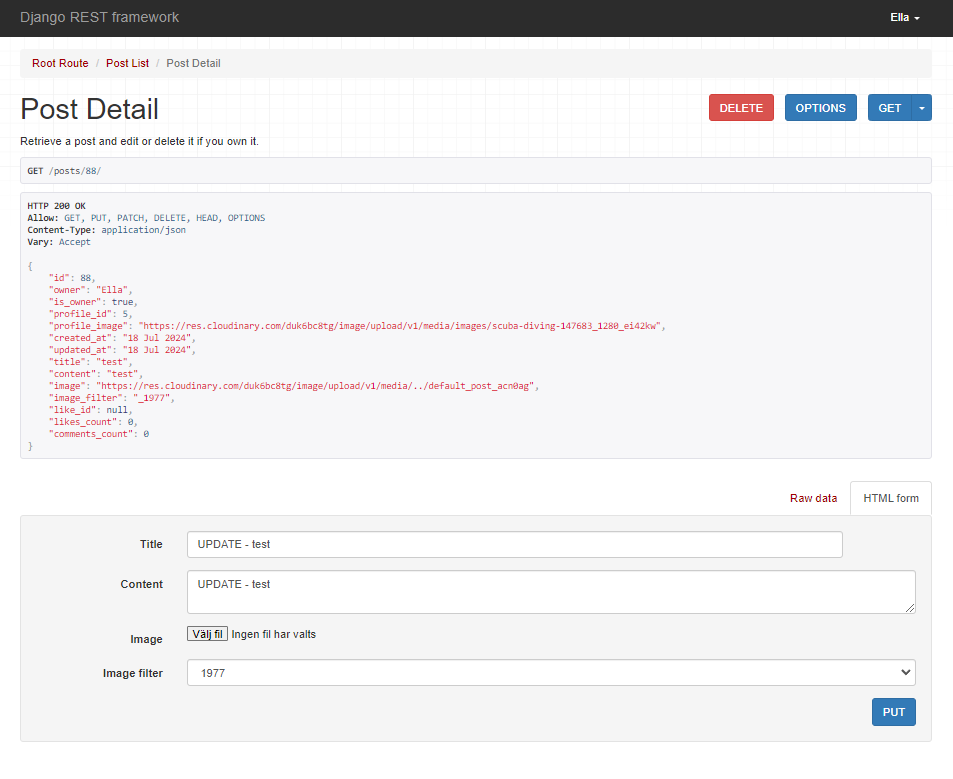 Django REST framework
Ella
Root Route / Post List / Post Detail
Post Detail
DELETE
OPTIONS
GET
Retrieve a post and edit or delete it if you own it.
GET /posts/88/
HTTP 200 OK
Allow: GET, PUT, PATCH, DELETE, HEAD, OPTIONS
Content-Type: application/json
Vary: Accept
{
    "id": 88,
    "owner": "Ella",
    "is_owner": true,
    "profile_id": 5,
    "profile_image": "https://res.cloudinary.com/duk6bc8tg/image/upload/v1/media/images/scuba-diving-147683_1280_ei42kw",
    "created_at": "18 Jul 2024",
    "updated_at": "18 Jul 2024",
    "title": "test",
    "content": "test",
    "image": "https://res.cloudinary.com/duk6bc8tg/image/upload/v1/media/../default_post_acn0ag",
    "image_filter": "_1977",
    "like_id": null,
    "likes_count": 0,
    "comments_count": 0
}
Raw data
HTML form
Title
UPDATE - test
Content
UPDATE - test
Image
Välj fil Ingen fil har valts
Image filter
1977
PUT